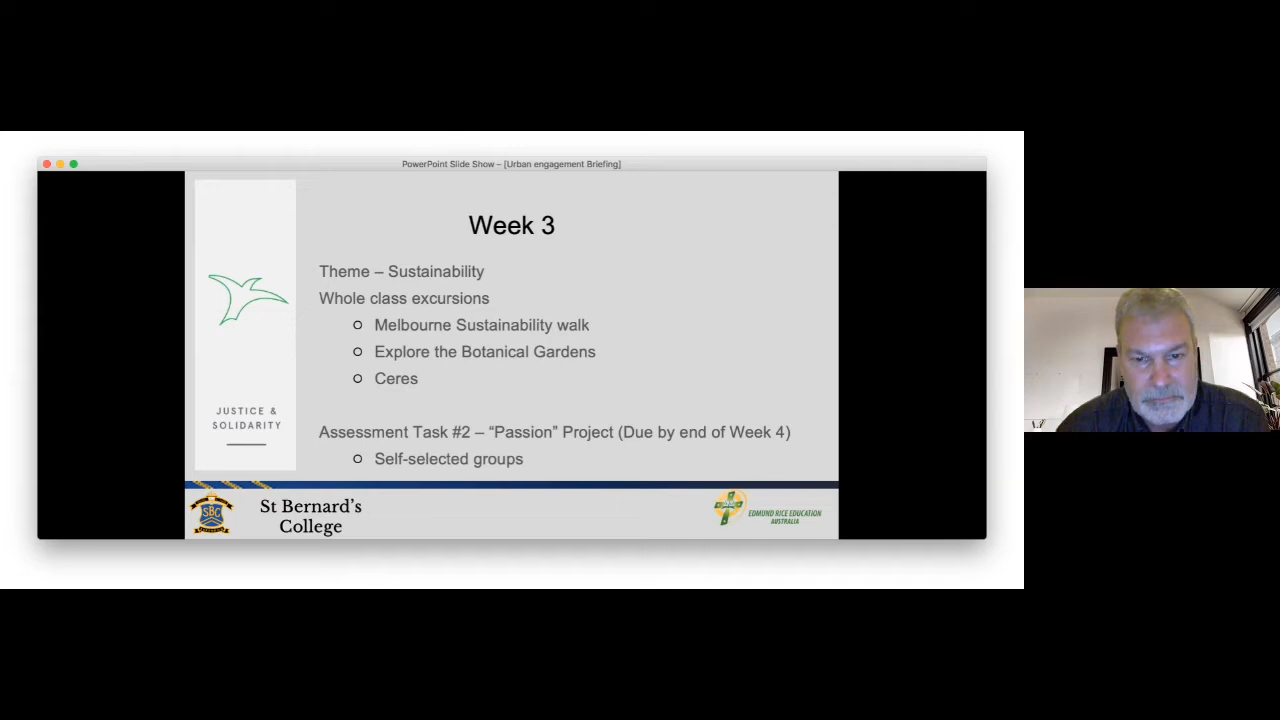 PowerPoint Slide Show – [Urban engagement Briefing]
Week 3
Theme – Sustainability
Whole class excursions
Melbourne Sustainability walk
Explore the Botanical Gardens
Ceres
JUSTICE &
SOLIDARITY
Assessment Task #2 – “Passion” Project (Due by end of Week 4)
Self-selected groups
SBC
St Bernard’s
College
EDMUND RICE EDUCATION
AUSTRALIA